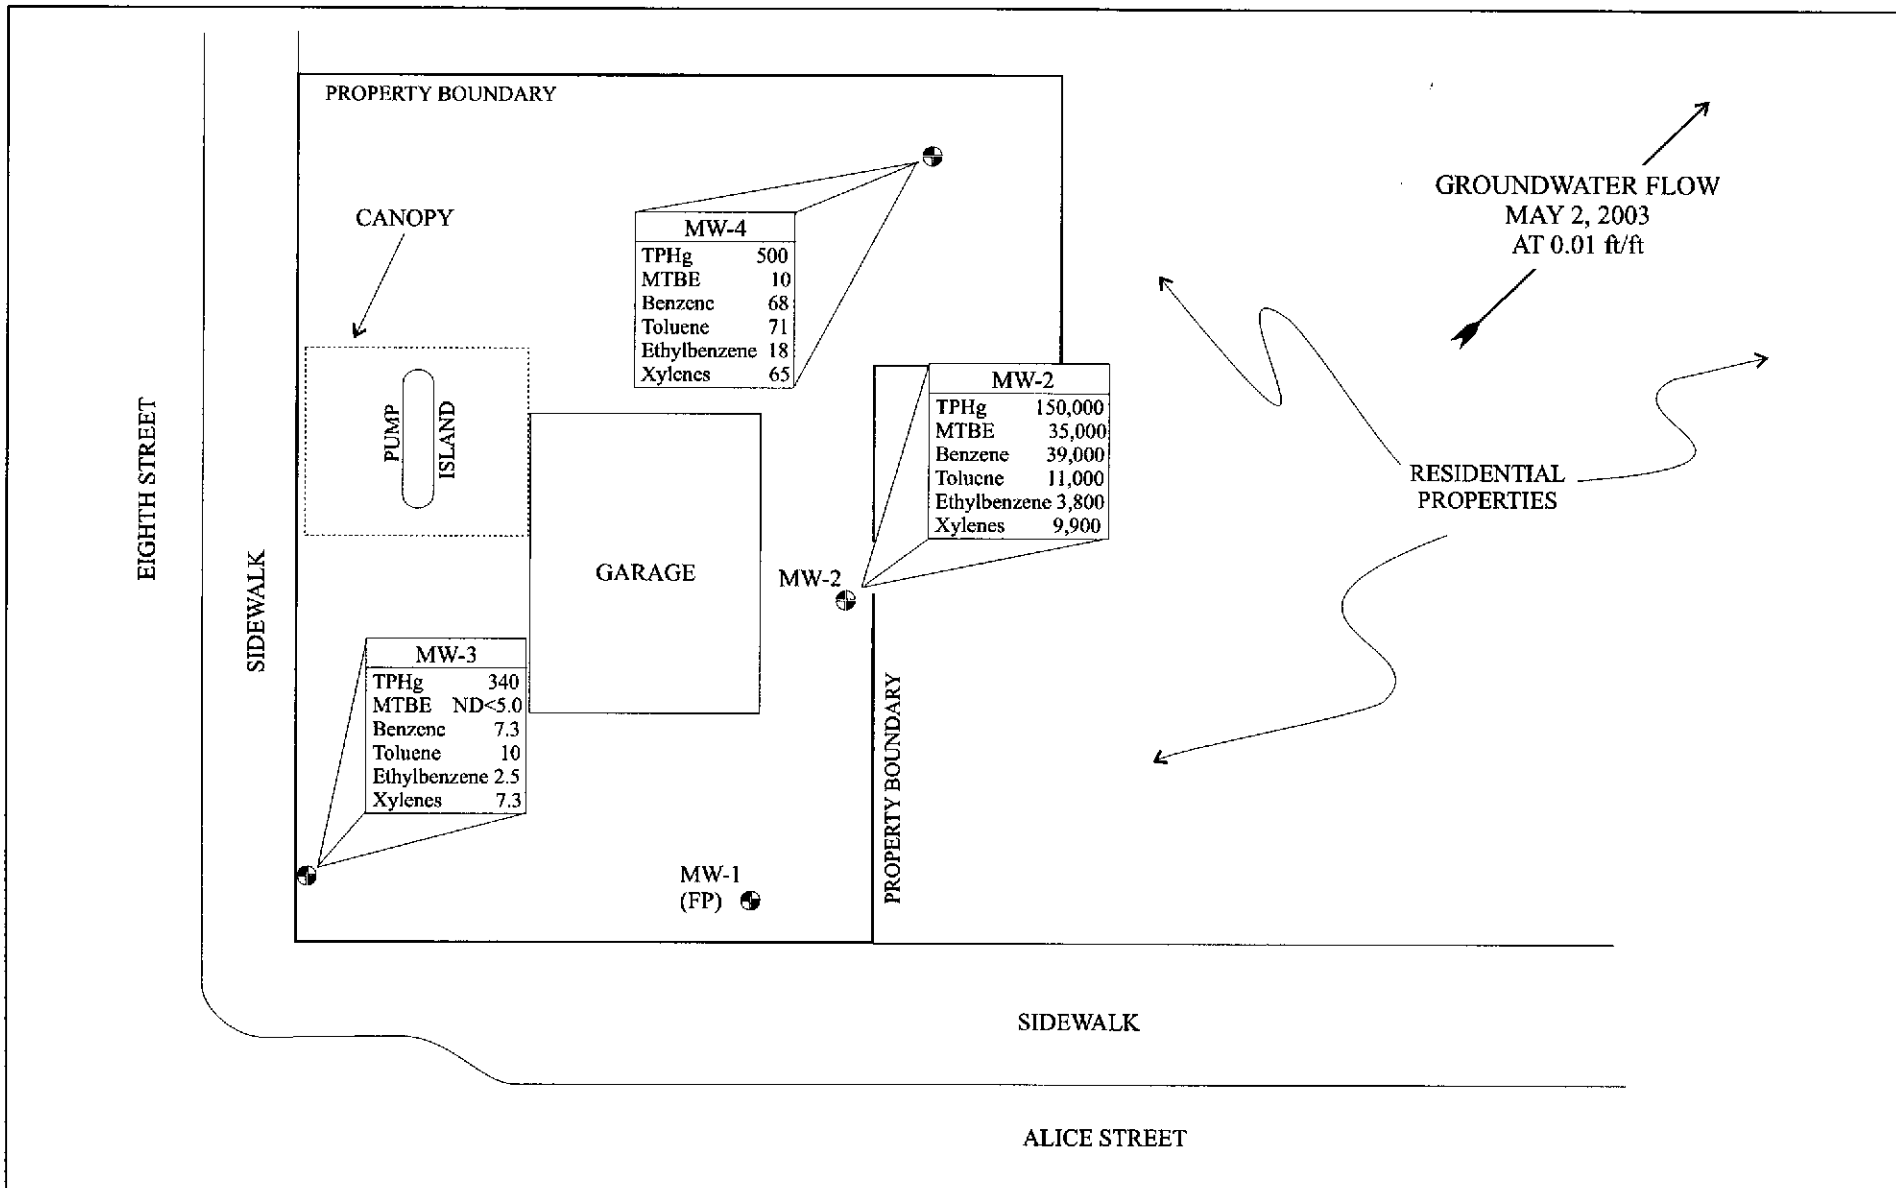 PROPERTY BOUNDARY
CANOPY
GROUNDWATER FLOW
MAY 2, 2003
AT 0.01 ft/ft
MW-4
TPHg 500
MTBE 10
Benzene 68
Toluene 71
Ethylbenzene 18
Xylenes 65
MW-2
TPHg 150,000
MTBE 35,000
Benzene 39,000
Toluene 11,000
Ethylbenzene 3,800
Xylenes 9,900
EIGHTH STREET
SIDEWALK
PUMP
ISLAND
GARAGE
MW-2
RESIDENTIAL
PROPERTIES
MW-3
TPHg 340
MTBE ND<5.0
Benzene 7.3
Toluene 10
Ethylbenzene 2.5
Xylenes 7.3
PROPERTY BOUNDARY
MW-1
(FP)
SIDEWALK
ALICE STREET